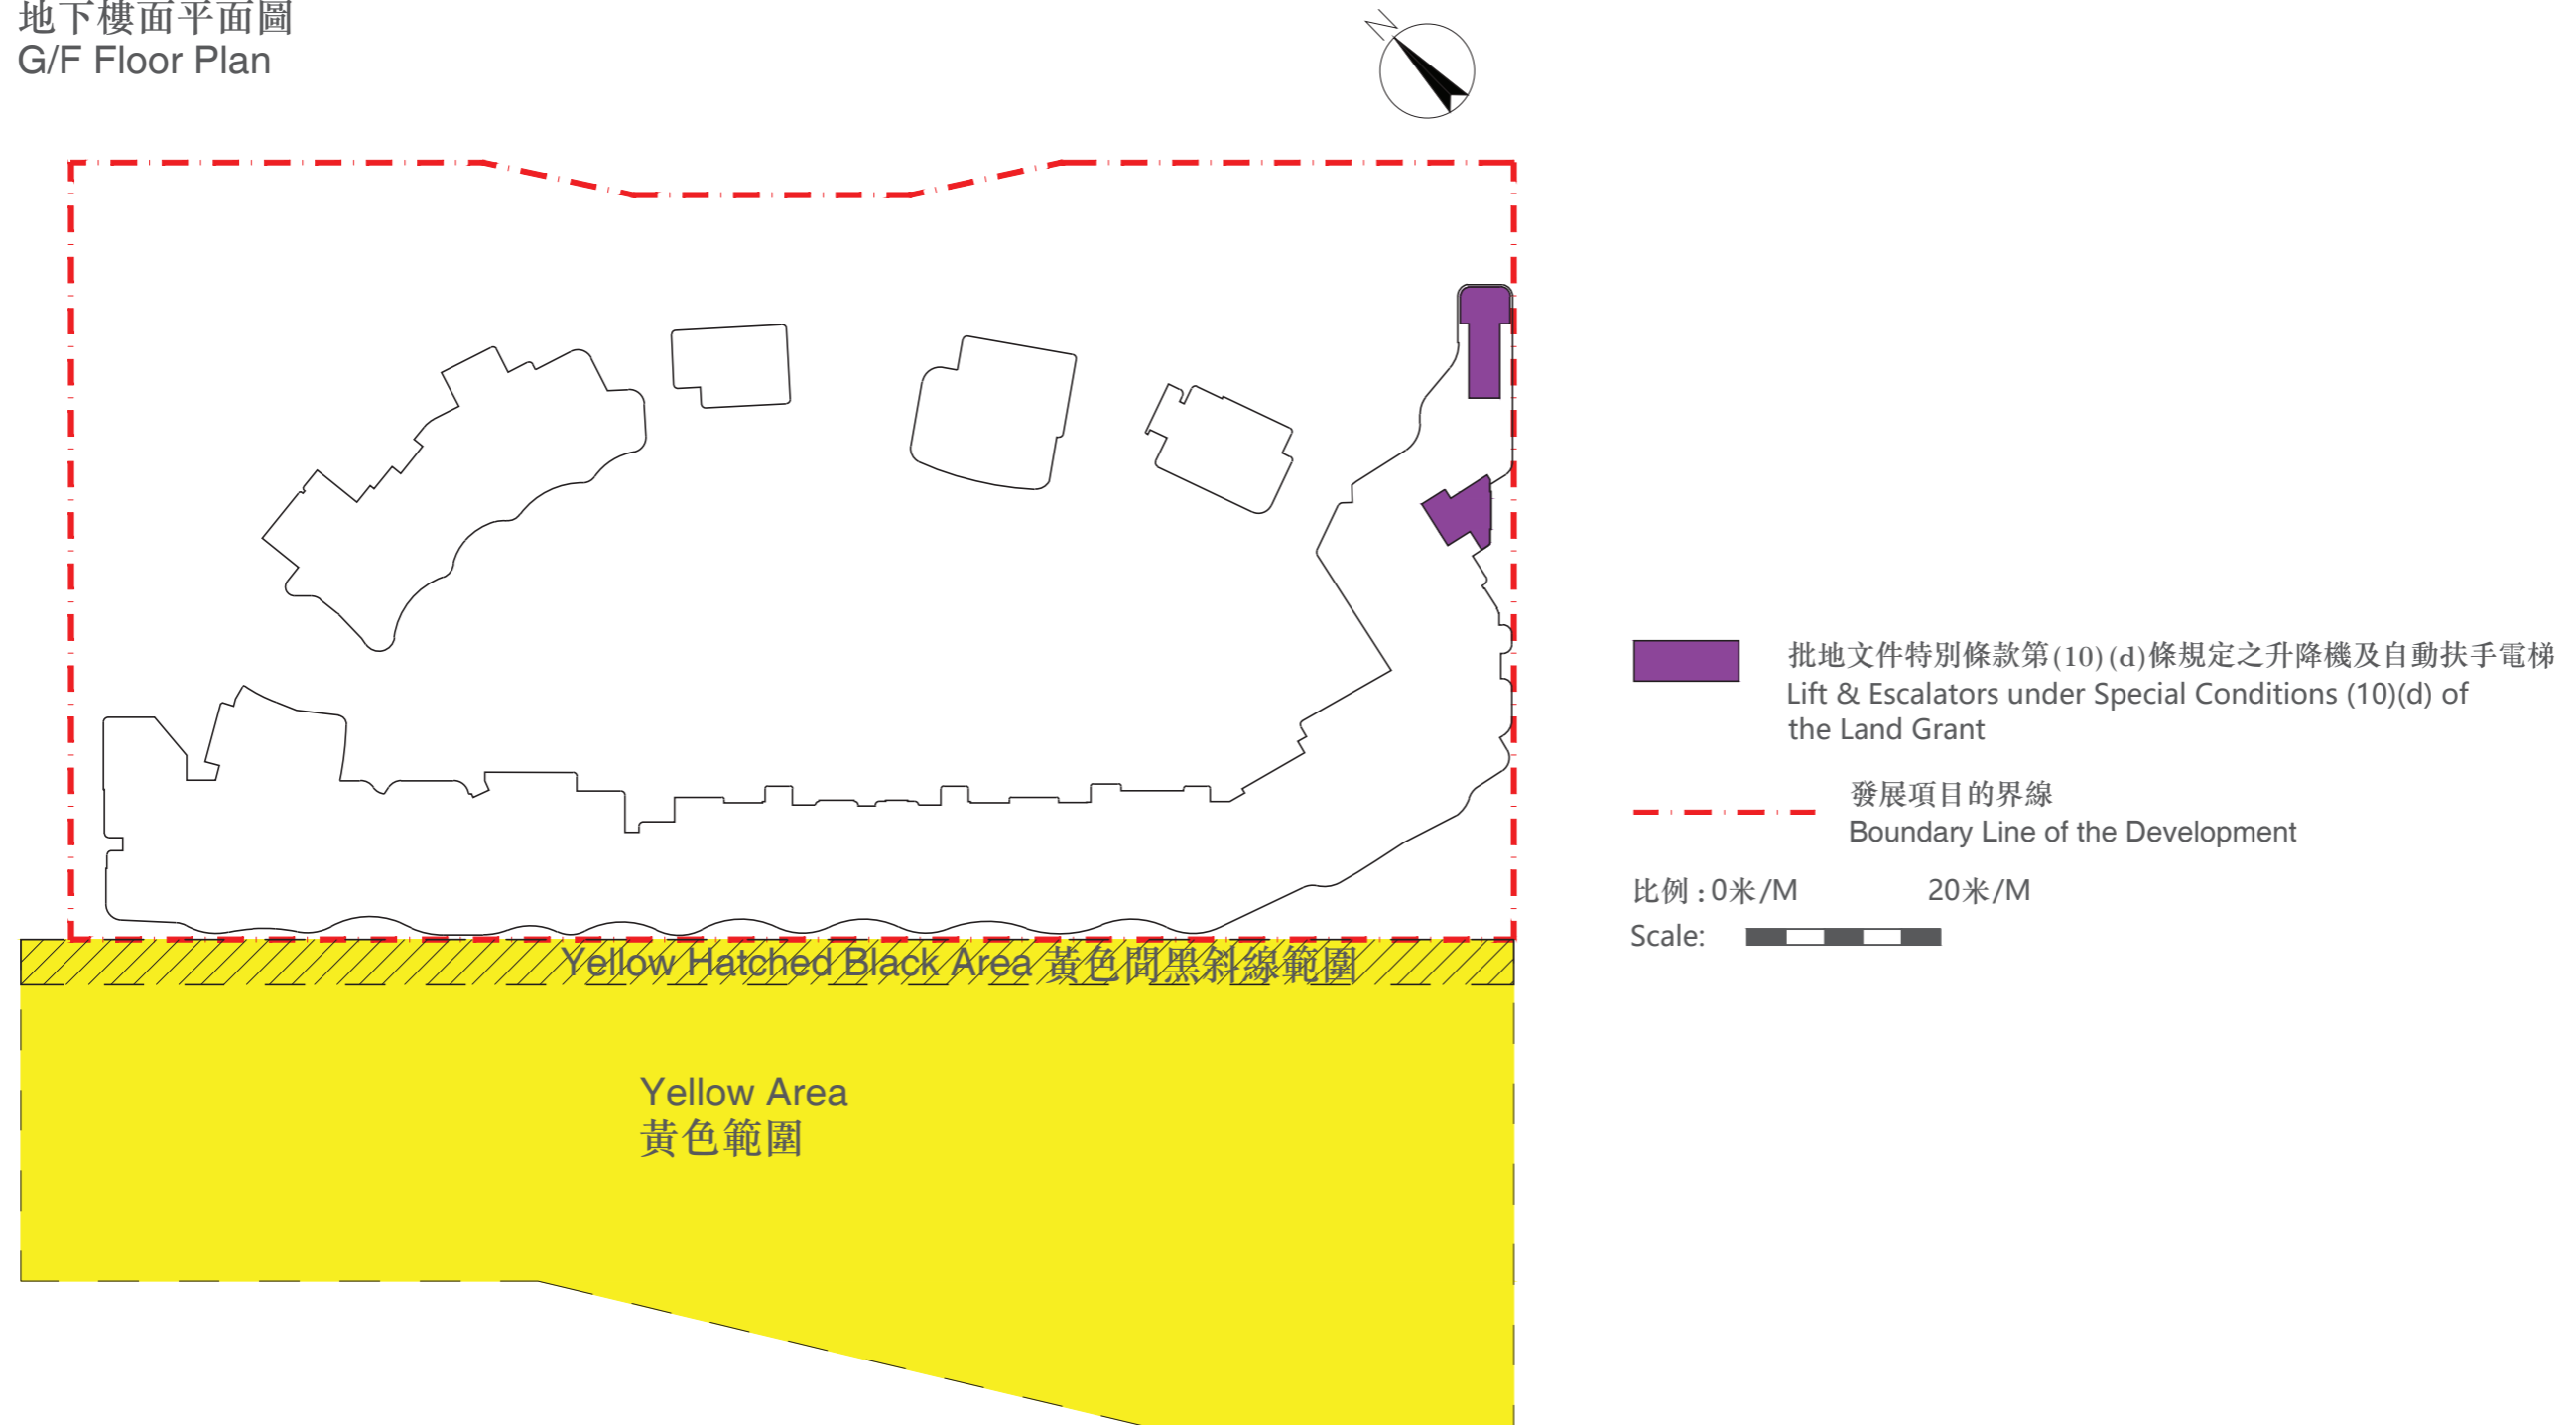 地下樓面平面圖
G/F Floor Plan
N
批地文件特別條款第(10)(d)條規定之升降機及自動扶手電梯
Lift & Escalators under Special Conditions (10)(d) of
the Land Grant
發展項目的界線
Boundary Line of the Development
比例 : 0米/M 20米/M
Scale:
Yellow Hatched Black Area 黃色間黑斜線範圍
Yellow Area
黃色範圍